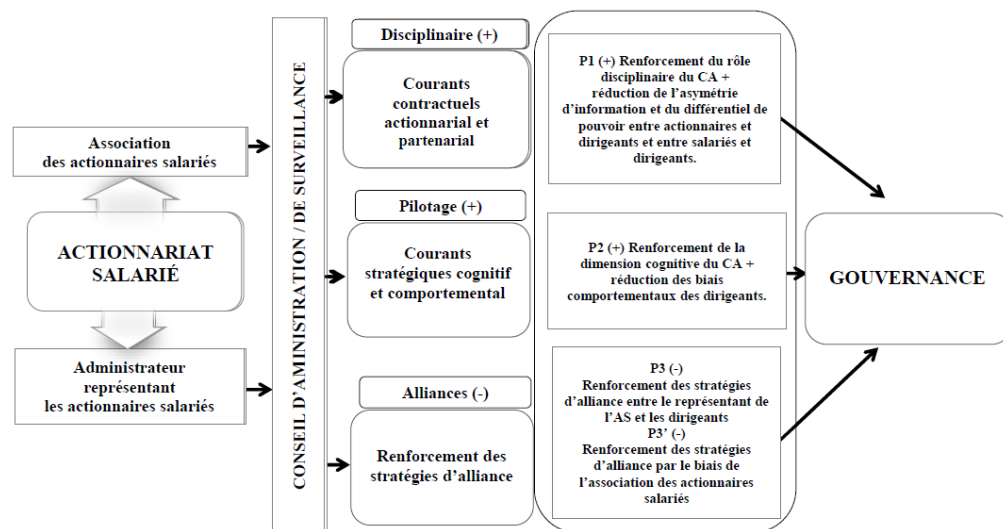 Association
des actionnaires salariés
ACTIONNARIAT
SALARIÉ
Administrateur
représentant
les actionnaires salariés
CONSEIL D'AMINISTRATION / DE SURVEILLANCE
Disciplinaire (+)
Courants
contractuels
actionnarial et
partenarial
Pilotage (+)
Courants
stratégiques cognitif
et comportemental
Alliances (-)
Renforcement des
stratégies d'alliance
P1 (+) Renforcement du rôle
disciplinaire du CA +
réduction de l'asymétrie
d'information et du différentiel de
pouvoir entre actionnaires et
dirigeants et entre salariés et
dirigeants.
P2 (+) Renforcement de la
dimension cognitive du CA +
réduction des biais
comportementaux des dirigeants.
P3 (-)
Renforcement des stratégies
d'alliance entre le représentant de
l'AS et les dirigeants
P3' (-)
Renforcement des stratégies
d'alliance par le biais de
l'association des actionnaires
salariés
GOUVERNANCE